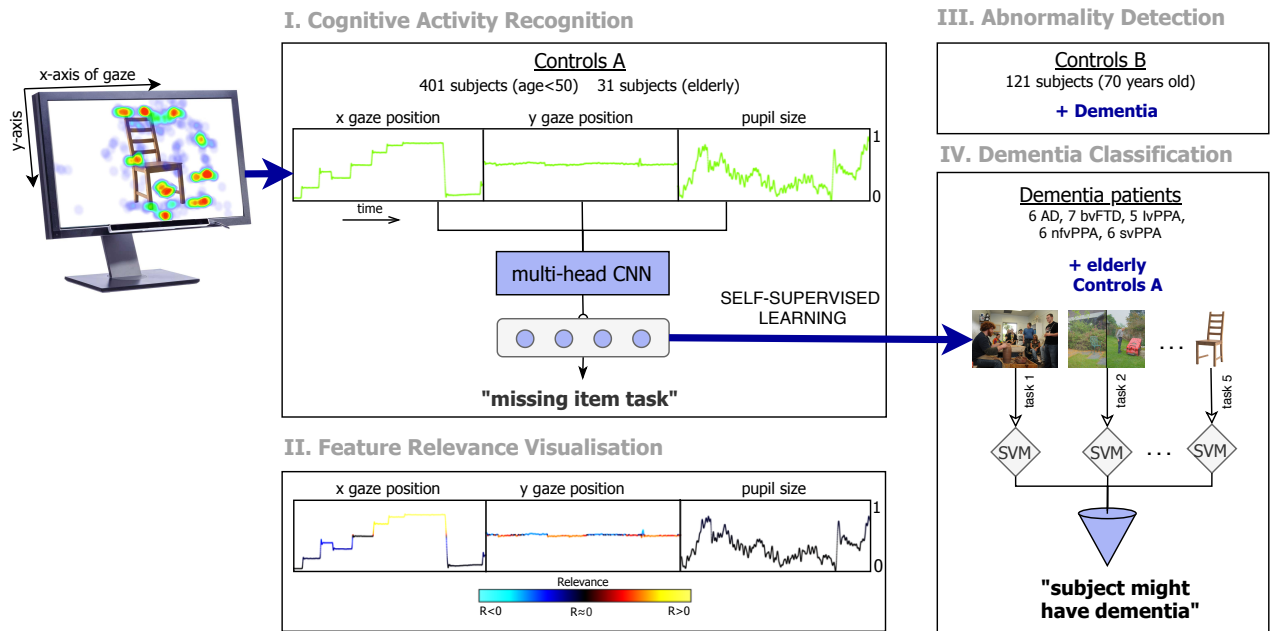 x-axis of gaze
y-axis
I. Cognitive Activity Recognition
Controls A
401 subjects (age<50) 31 subjects (elderly)
x gaze position y gaze position pupil size
1
0
time
multi-head CNN
SELF-SUPERVISED
LEARNING
"missing item task"
II. Feature Relevance Visualisation
x gaze position y gaze position pupil size
1
0
Relevance
R<0 R≈0 R>0
III. Abnormality Detection
Controls B
121 subjects (70 years old)
+ Dementia
IV. Dementia Classification
Dementia patients
6 AD, 7 bvFTD, 5 lvPPA,
6 nfvPPA, 6 svPPA
+ elderly
Controls A
...
task 1 task 2 task 5
SVM SVM ... SVM
"subject might
have dementia"